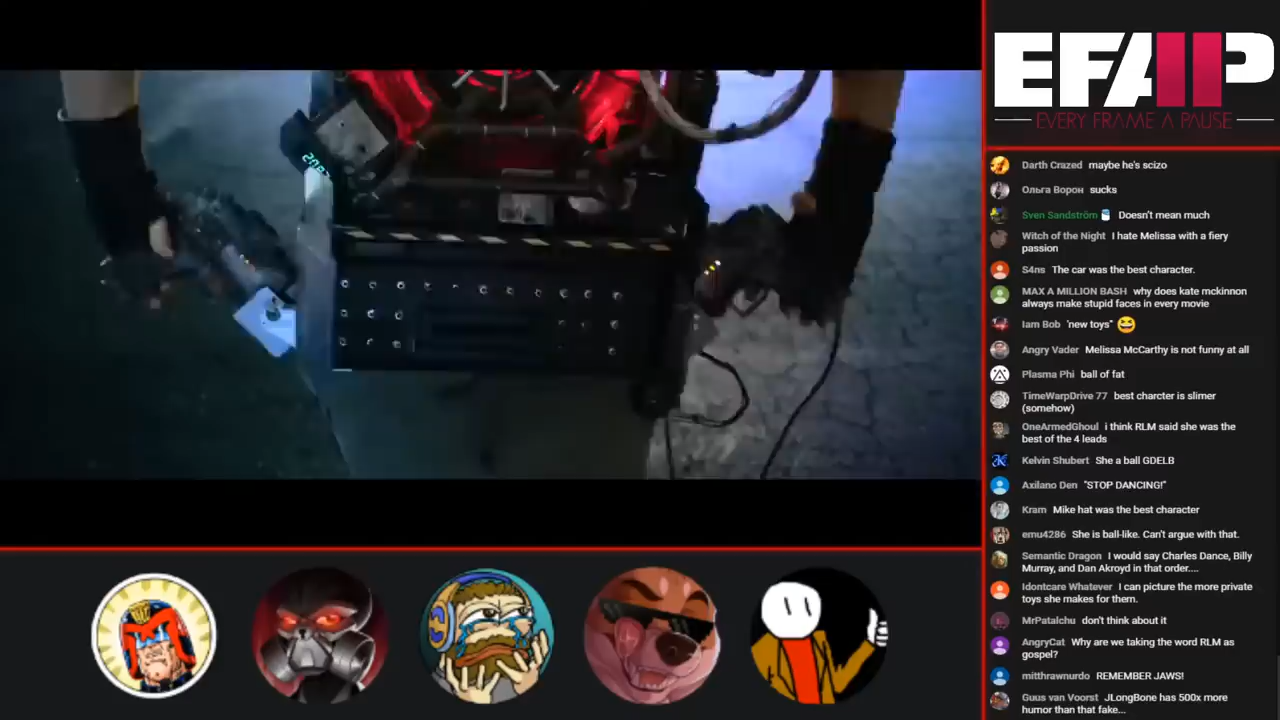 EFAP
EVERY FRAME A PAUSE
Darth Crazed maybe he's scizo
Ольга Ворон sucks
Sven Sandström Doesn't mean much
Witch of the Night I hate Melissa with a fiery
passion
S4ns The car was the best character.
MAX A MILLION BASH why does kate mckinnon
always make stupid faces in every movie
Iam Bob 'new toys" 😆
Angry Vader Melissa McCarthy is not funny at all
Plasma Phi ball of fat
TimeWarpDrive 77 best charcter is slimer
(somehow)
OneArmedGhoul i think RLM said she was the
best of the 4 leads
Kelvin Shubert She a ball GDELB
Axilano Den "STOP DANCING!"
Kram Mike hat was the best character
emu4286 She is ball-like. Can't argue with that.
Semantic Dragon I would say Charles Dance, Billy
Murray, and Dan Akroyd in that order....
Idontcare Whatever I can picture the more private
toys she makes for them.
MrPatalchu don't think about it
AngryCat Why are we taking the word RLM as
gospel?
mitthrawnurdo REMEMBER JAWS!
Guus van Voorst JLongBone has 500x more
humor than that fake...